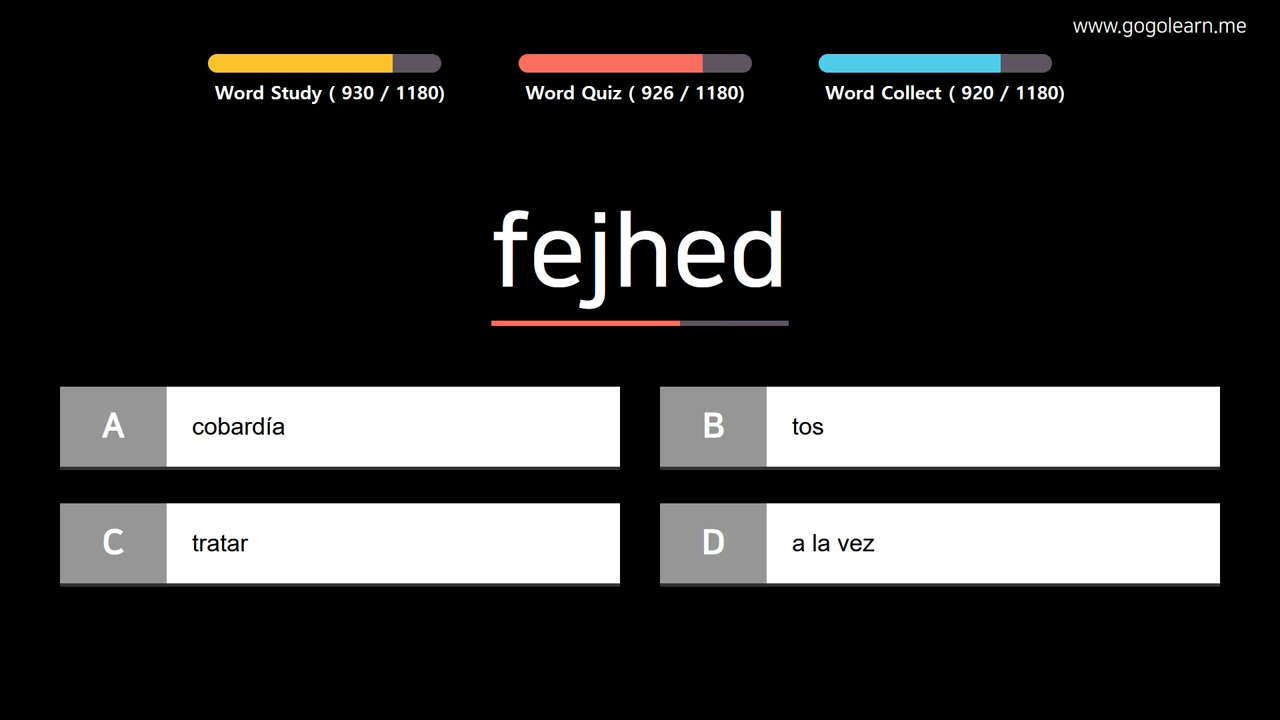 www.gogolearn.me
Word Study ( 930 / 1180)
Word Quiz ( 926 / 1180)
Word Collect ( 920 / 1180)
fejhed
A cobardía
B tos
C tratar
D a la vez